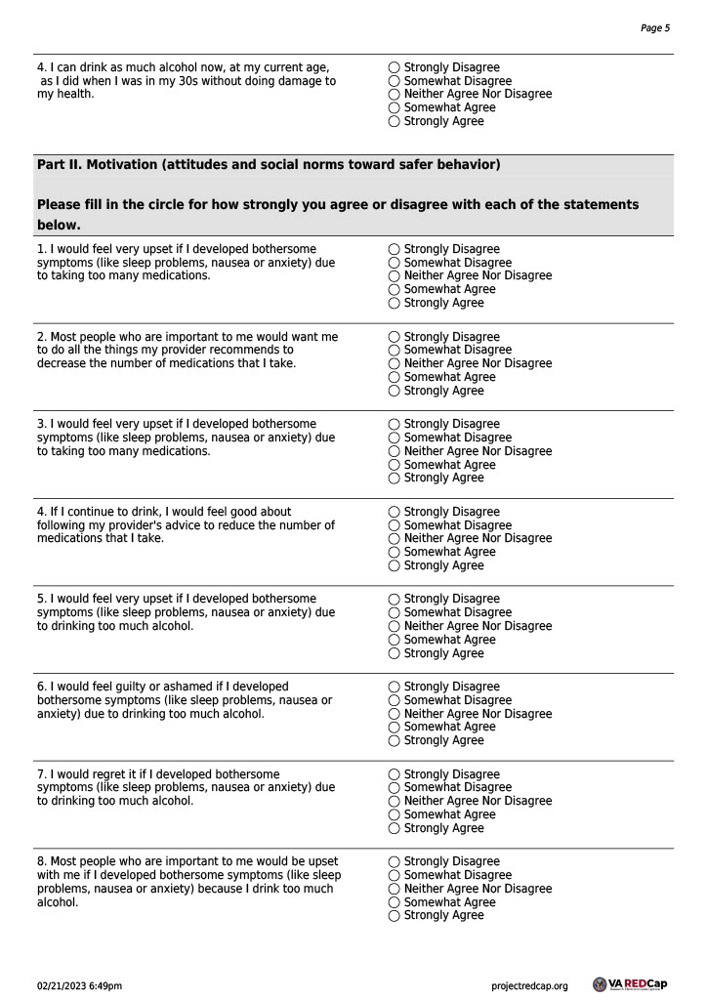 Page 5
4. I can drink as much alcohol now, at my current age,
as I did when I was in my 30s without doing damage to
my health.
Strongly Disagree
Somewhat Disagree
Neither Agree Nor Disagree
Somewhat Agree
Strongly Agree
Part II. Motivation (attitudes and social norms toward safer behavior)
Please fill in the circle for how strongly you agree or disagree with each of the statements
below.
1. I would feel very upset if I developed bothersome
symptoms (like sleep problems, nausea or anxiety) due
to taking too many medications.
Strongly Disagree
Somewhat Disagree
Neither Agree Nor Disagree
Somewhat Agree
Strongly Agree
2. Most people who are important to me would want me
to do all the things my provider recommends to
decrease the number of medications that I take.
Strongly Disagree
Somewhat Disagree
Neither Agree Nor Disagree
Somewhat Agree
Strongly Agree
3. I would feel very upset if I developed bothersome
symptoms (like sleep problems, nausea or anxiety) due
to taking too many medications.
Strongly Disagree
Somewhat Disagree
Neither Agree Nor Disagree
Somewhat Agree
Strongly Agree
4. If I continue to drink, I would feel good about
following my provider's advice to reduce the number of
medications that I take.
Strongly Disagree
Somewhat Disagree
Neither Agree Nor Disagree
Somewhat Agree
Strongly Agree
5. I would feel very upset if I developed bothersome
symptoms (like sleep problems, nausea or anxiety) due
to drinking too much alcohol.
Strongly Disagree
Somewhat Disagree
Neither Agree Nor Disagree
Somewhat Agree
Strongly Agree
6. I would feel guilty or ashamed if I developed
bothersome symptoms (like sleep problems, nausea or
anxiety) due to drinking too much alcohol.
Strongly Disagree
Somewhat Disagree
Neither Agree Nor Disagree
Somewhat Agree
Strongly Agree
7. I would regret it if I developed bothersome
symptoms (like sleep problems, nausea or anxiety) due
to drinking too much alcohol.
Strongly Disagree
Somewhat Disagree
Neither Agree Nor Disagree
Somewhat Agree
Strongly Agree
8. Most people who are important to me would be upset
with me if I developed bothersome symptoms (like sleep
problems, nausea or anxiety) because I drink too much
alcohol.
Strongly Disagree
Somewhat Disagree
Neither Agree Nor Disagree
Somewhat Agree
Strongly Agree
02/21/2023 6:49pm
projectredcap.org
VA REDCap